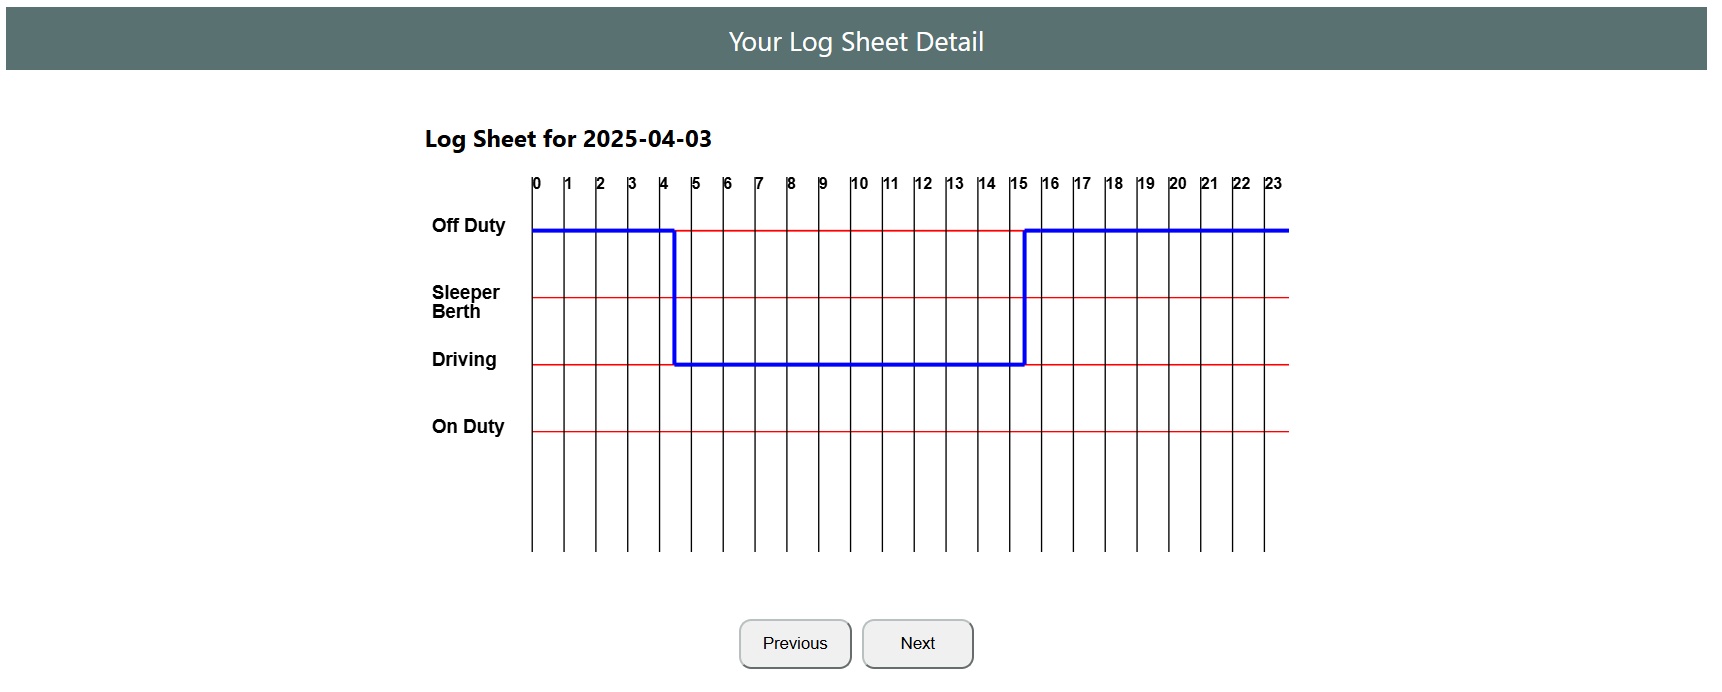 Your Log Sheet Detail
Log Sheet for 2025-04-03
0 1 2 3 4 5 6 7 8 9 10 11 12 13 14 15 16 17 18 19 20 21 22 23
Off Duty
Sleeper
Berth
Driving
On Duty
Previous Next